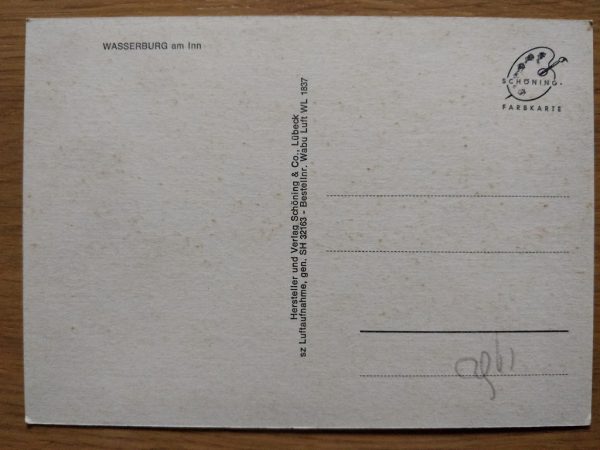 WASSERBURG am Inn
SCHÖNING
FARBKARTE
Hersteller und Verlag Schöning & Co., Lübeck
sz Luftaufnahme, gen. SH 32163 - Bestellnr. Wabu Luft WL 1837